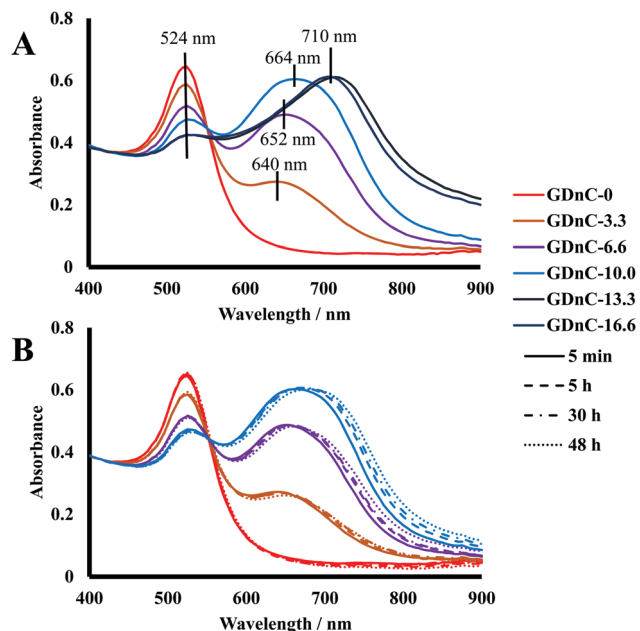 A
524 nm
664 nm
710 nm
652 nm
640 nm
Absorbance
0.8
0.6
0.4
0.2
0
400
500
600
700
800
900
Wavelength / nm
B
Absorbance
0.8
0.6
0.4
0.2
0
400
500
600
700
800
900
Wavelength / nm
GDnC-0
GDnC-3.3
GDnC-6.6
GDnC-10.0
GDnC-13.3
GDnC-16.6
5 min
5 h
30 h
48 h